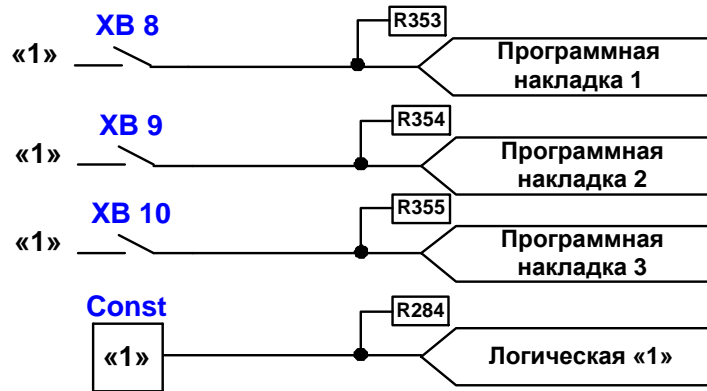 XB 8
R353
«1»
Программная
накладка 1
XB 9
R354
«1»
Программная
накладка 2
XB 10
R355
«1»
Программная
накладка 3
Const
R284
«1»
Логическая «1»